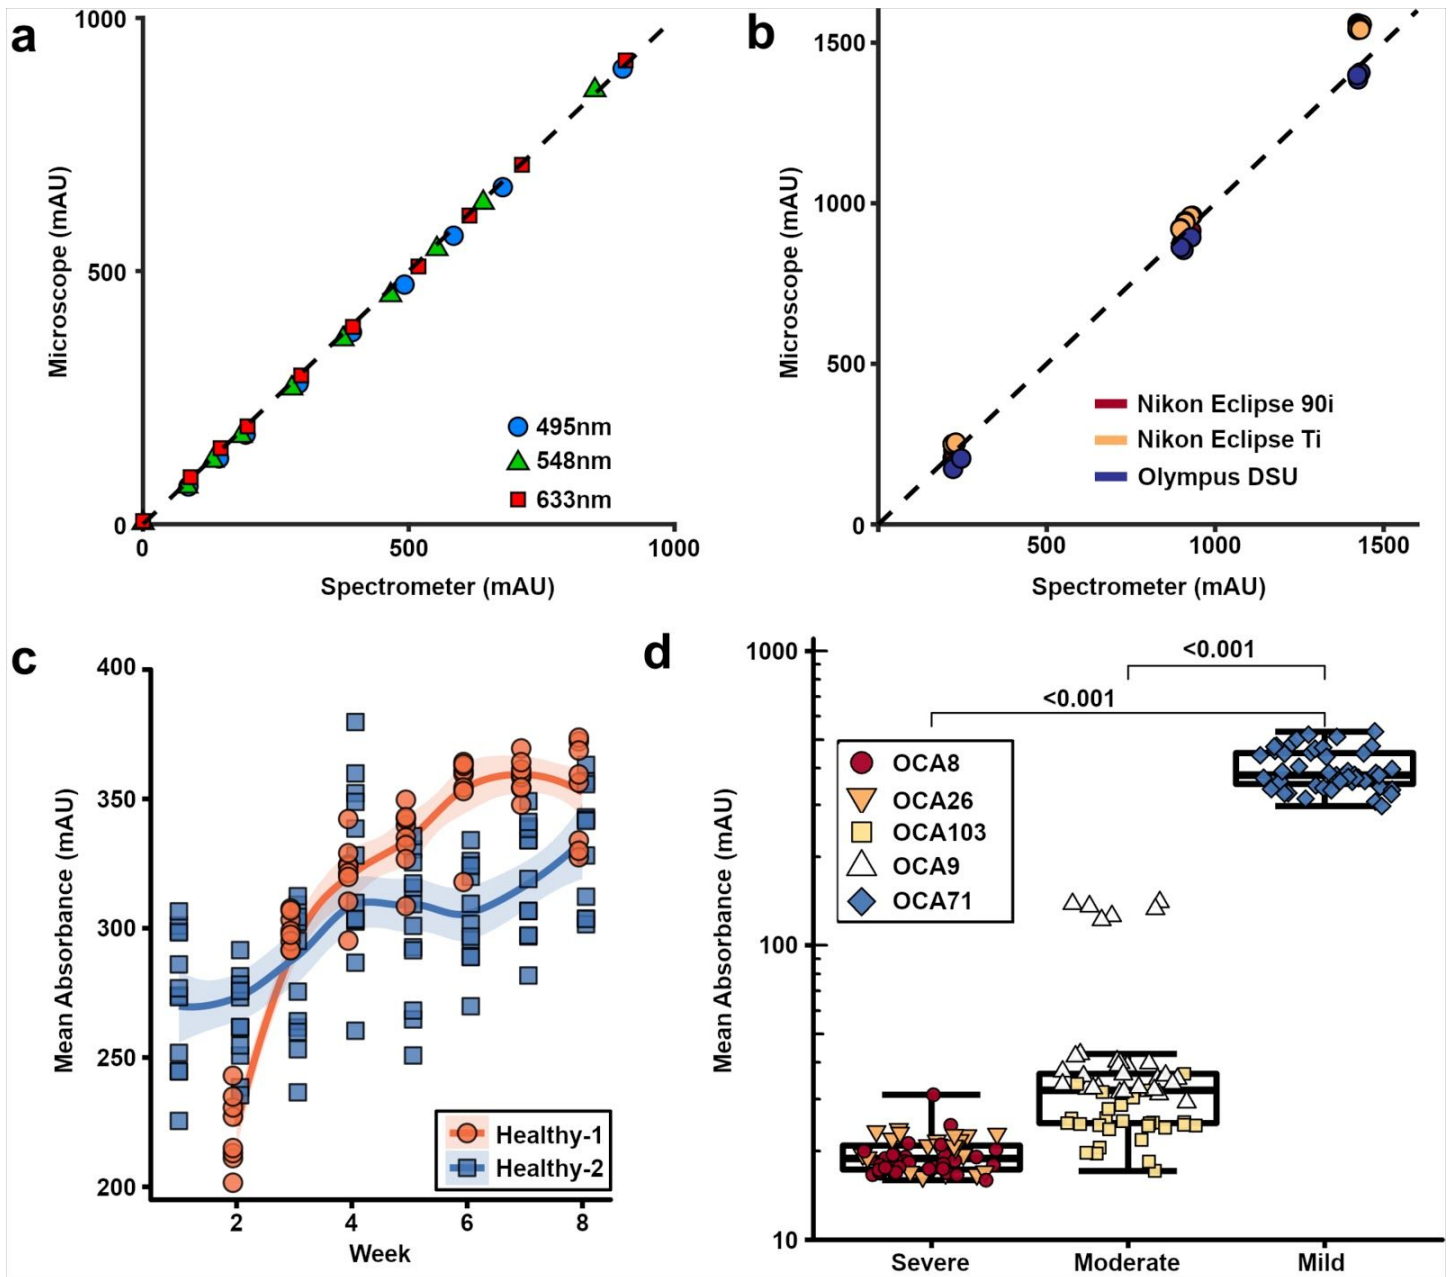 a
1000
500
0
0
500
1000
Microscope (mAU)
Spectrometer (mAU)
495nm
548nm
633nm
b
1500
1000
500
0
500
1000
1500
Microscope (mAU)
Spectrometer (mAU)
Nikon Eclipse 90i
Nikon Eclipse Ti
Olympus DSU
c
400
350
300
250
200
2
4
6
8
Mean Absorbance (mAU)
Week
Healthy-1
Healthy-2
d
1000
100
10
Mean Absorbance (mAU)
<0.001
<0.001
OCA8
OCA26
OCA103
OCA9
OCA71
Severe
Moderate
Mild